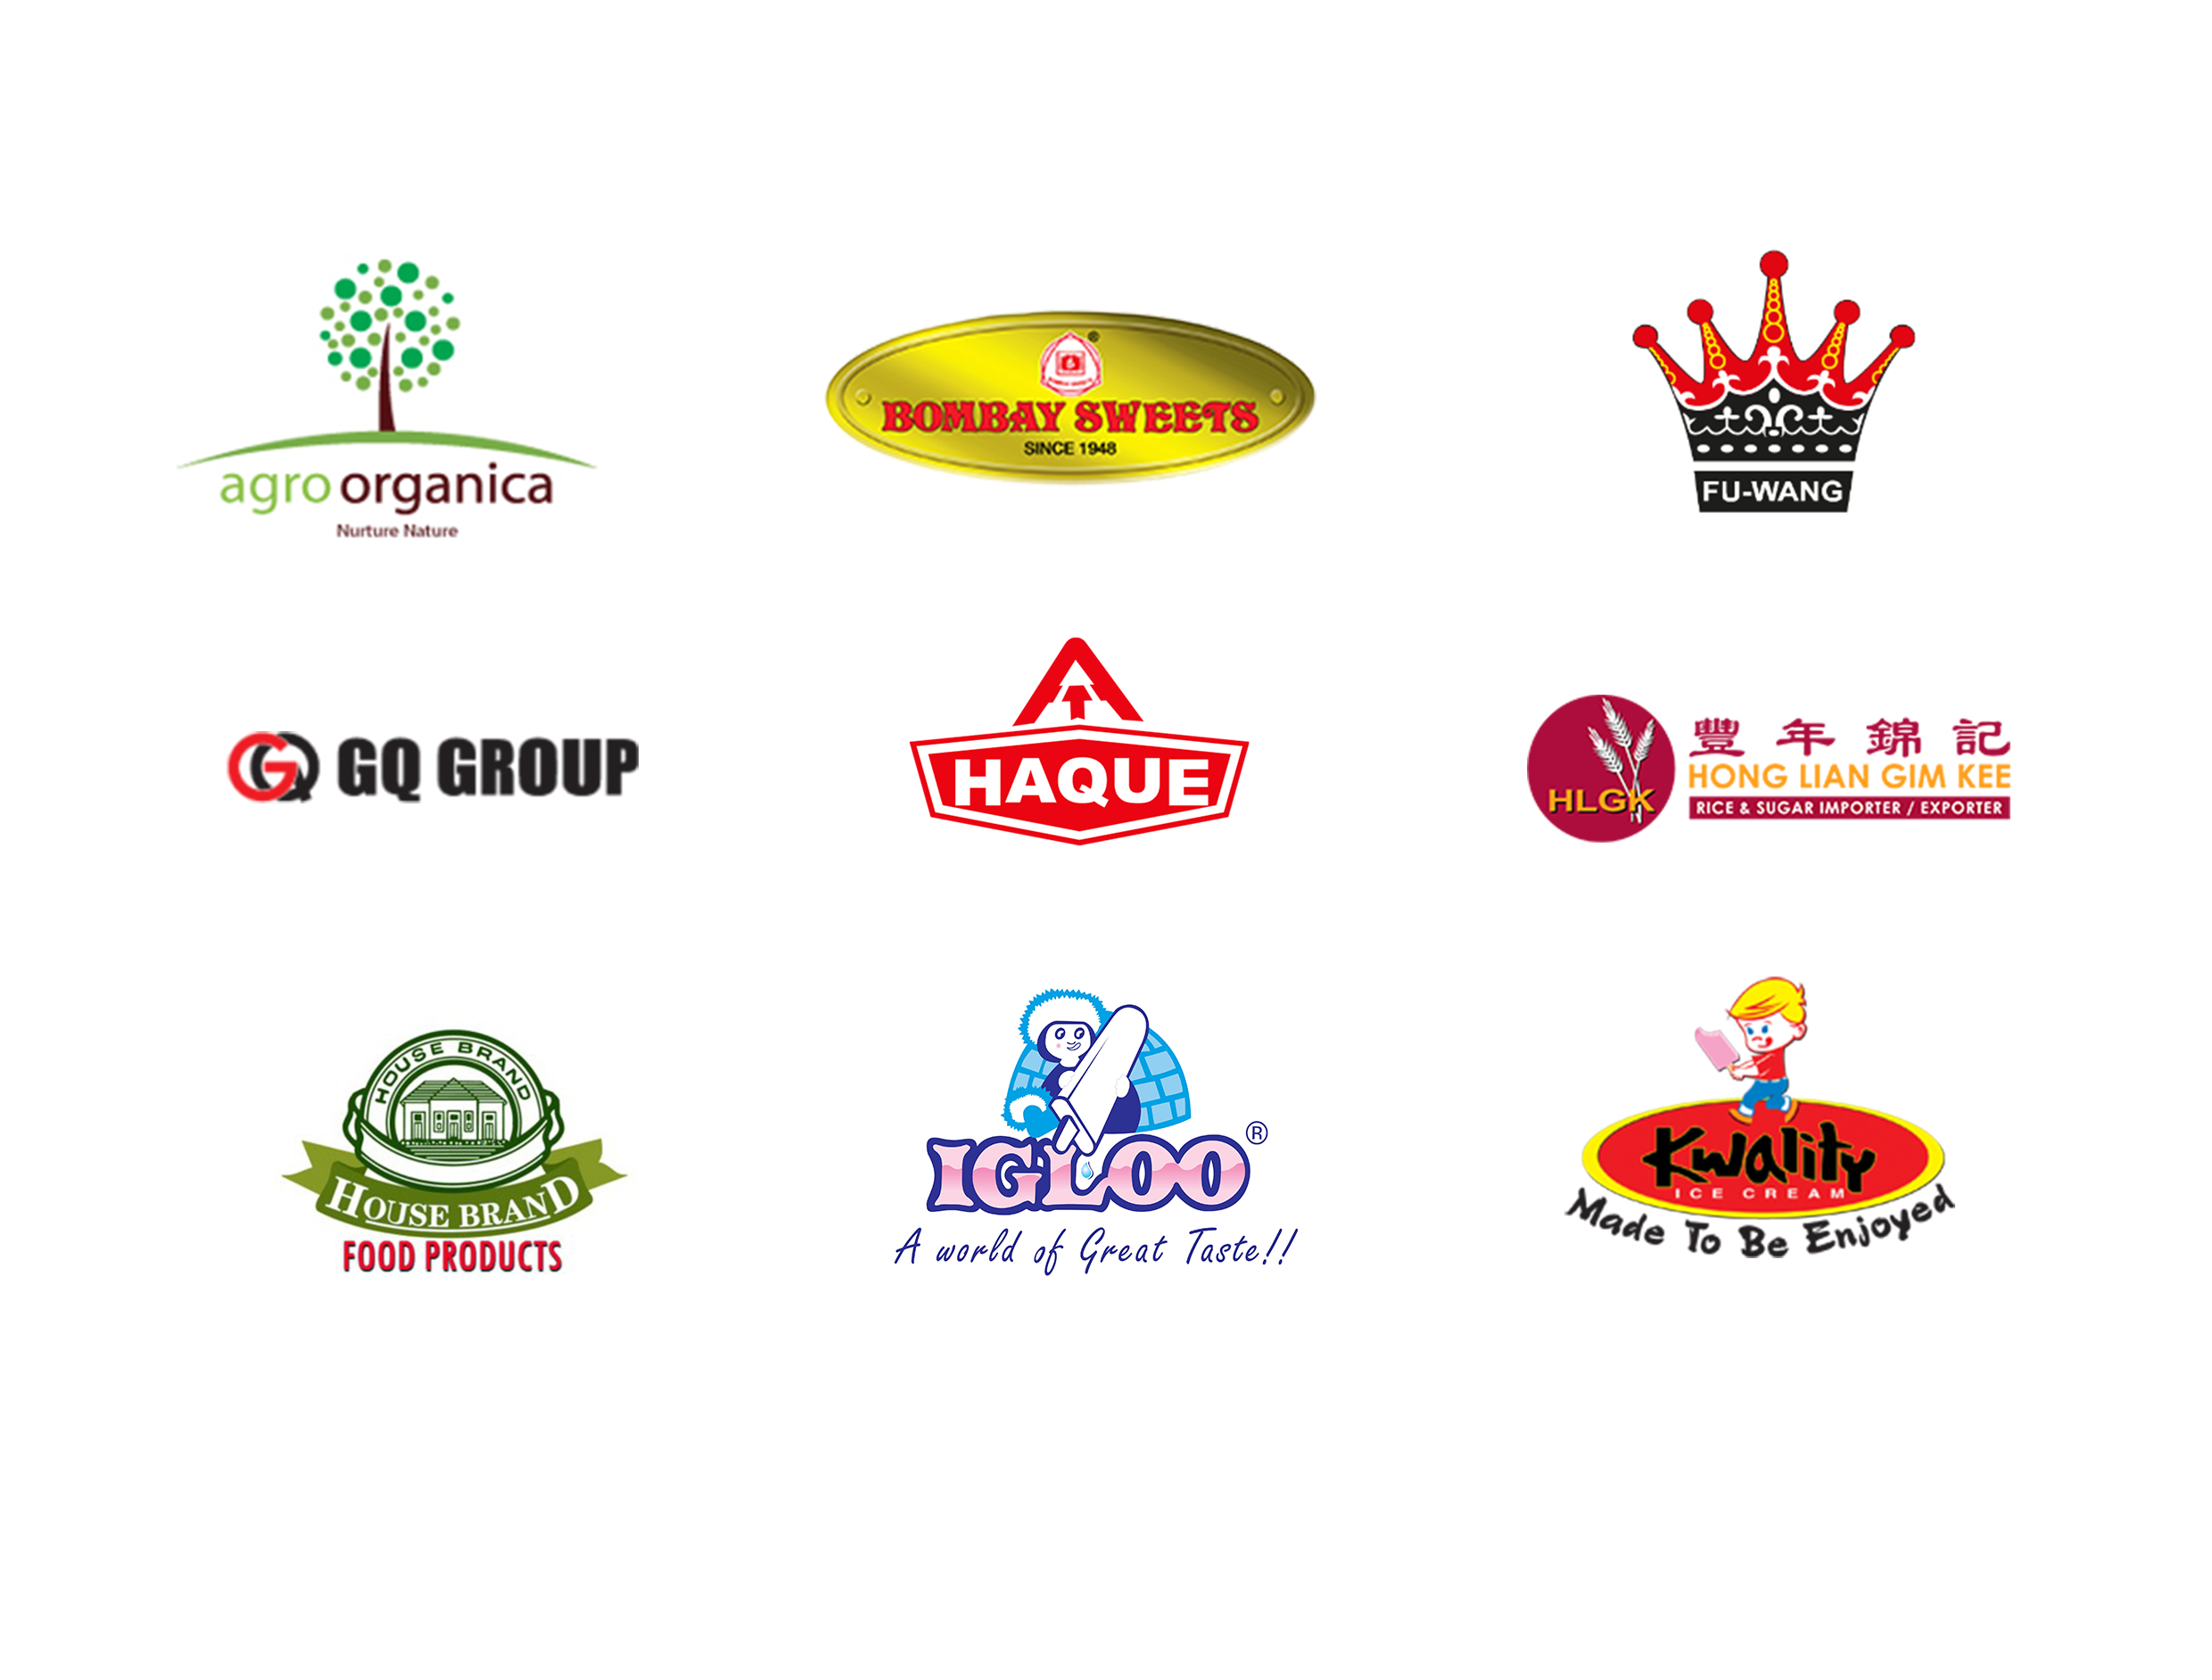 agro organica
Nurture Nature
BOMBAY SWEETS
SINCE 1948
FU-WANG
GQ GROUP
HAQUE
HLGK
豐年錦記
HONG LIAN GIM KEE
RICE & SUGAR IMPORTER / EXPORTER
HOUSE BRAND
HOUSE BRAND
FOOD PRODUCTS
IGLOO®
A world of Great Taste!!
Kwality
ICE CREAM
Made To Be Enjoyed